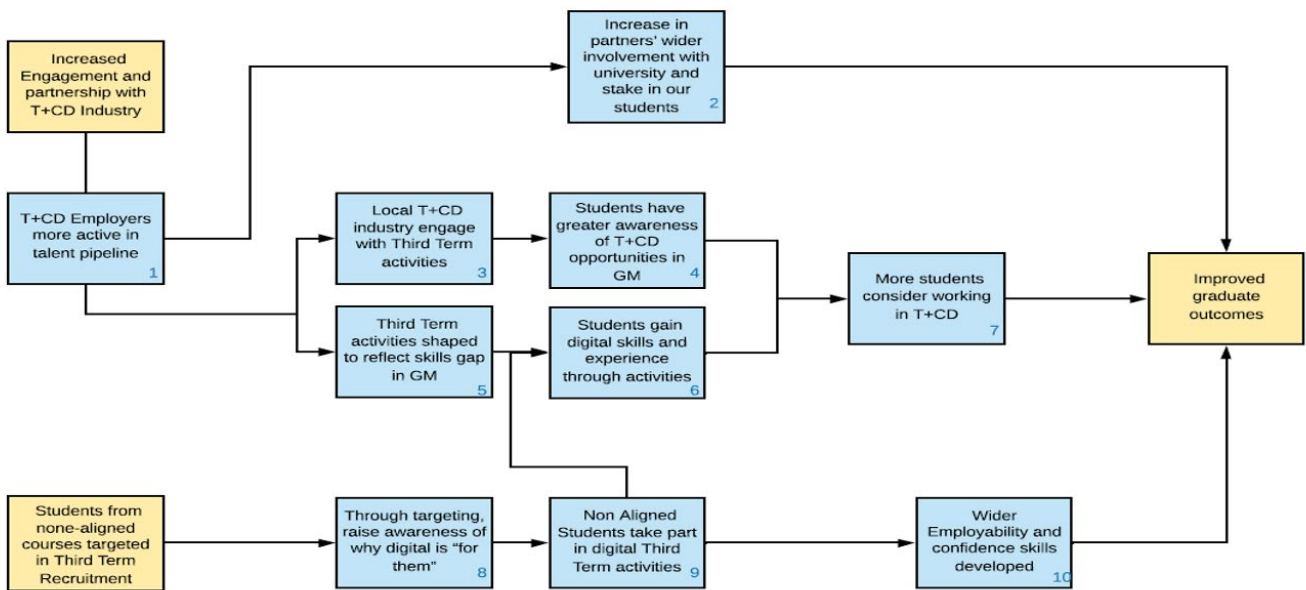 Increased
Engagement and
partnership with
T+CD Industry
Increase in
partners' wider
involvement with
university and
stake in our
students
2
T+CD Employers
more active in
talent pipeline
1
Local T+CD
industry engage
with Third Term
activities
3
Students have
greater awareness
of T+CD
opportunities in
GM
4
More students
consider working
in T+CD
7
Improved
graduate
outcomes
Third Term
activities shaped
to reflect skills gap
in GM
5
Students gain
digital skills and
experience
through activities
6
Students from
none-aligned
courses targeted
in Third Term
Recruitment
Through targeting,
raise awareness of
why digital is “for
them”
8
Non Aligned
Students take part
in digital Third
Term activities
9
Wider
Employability and
confidence skills
developed
10